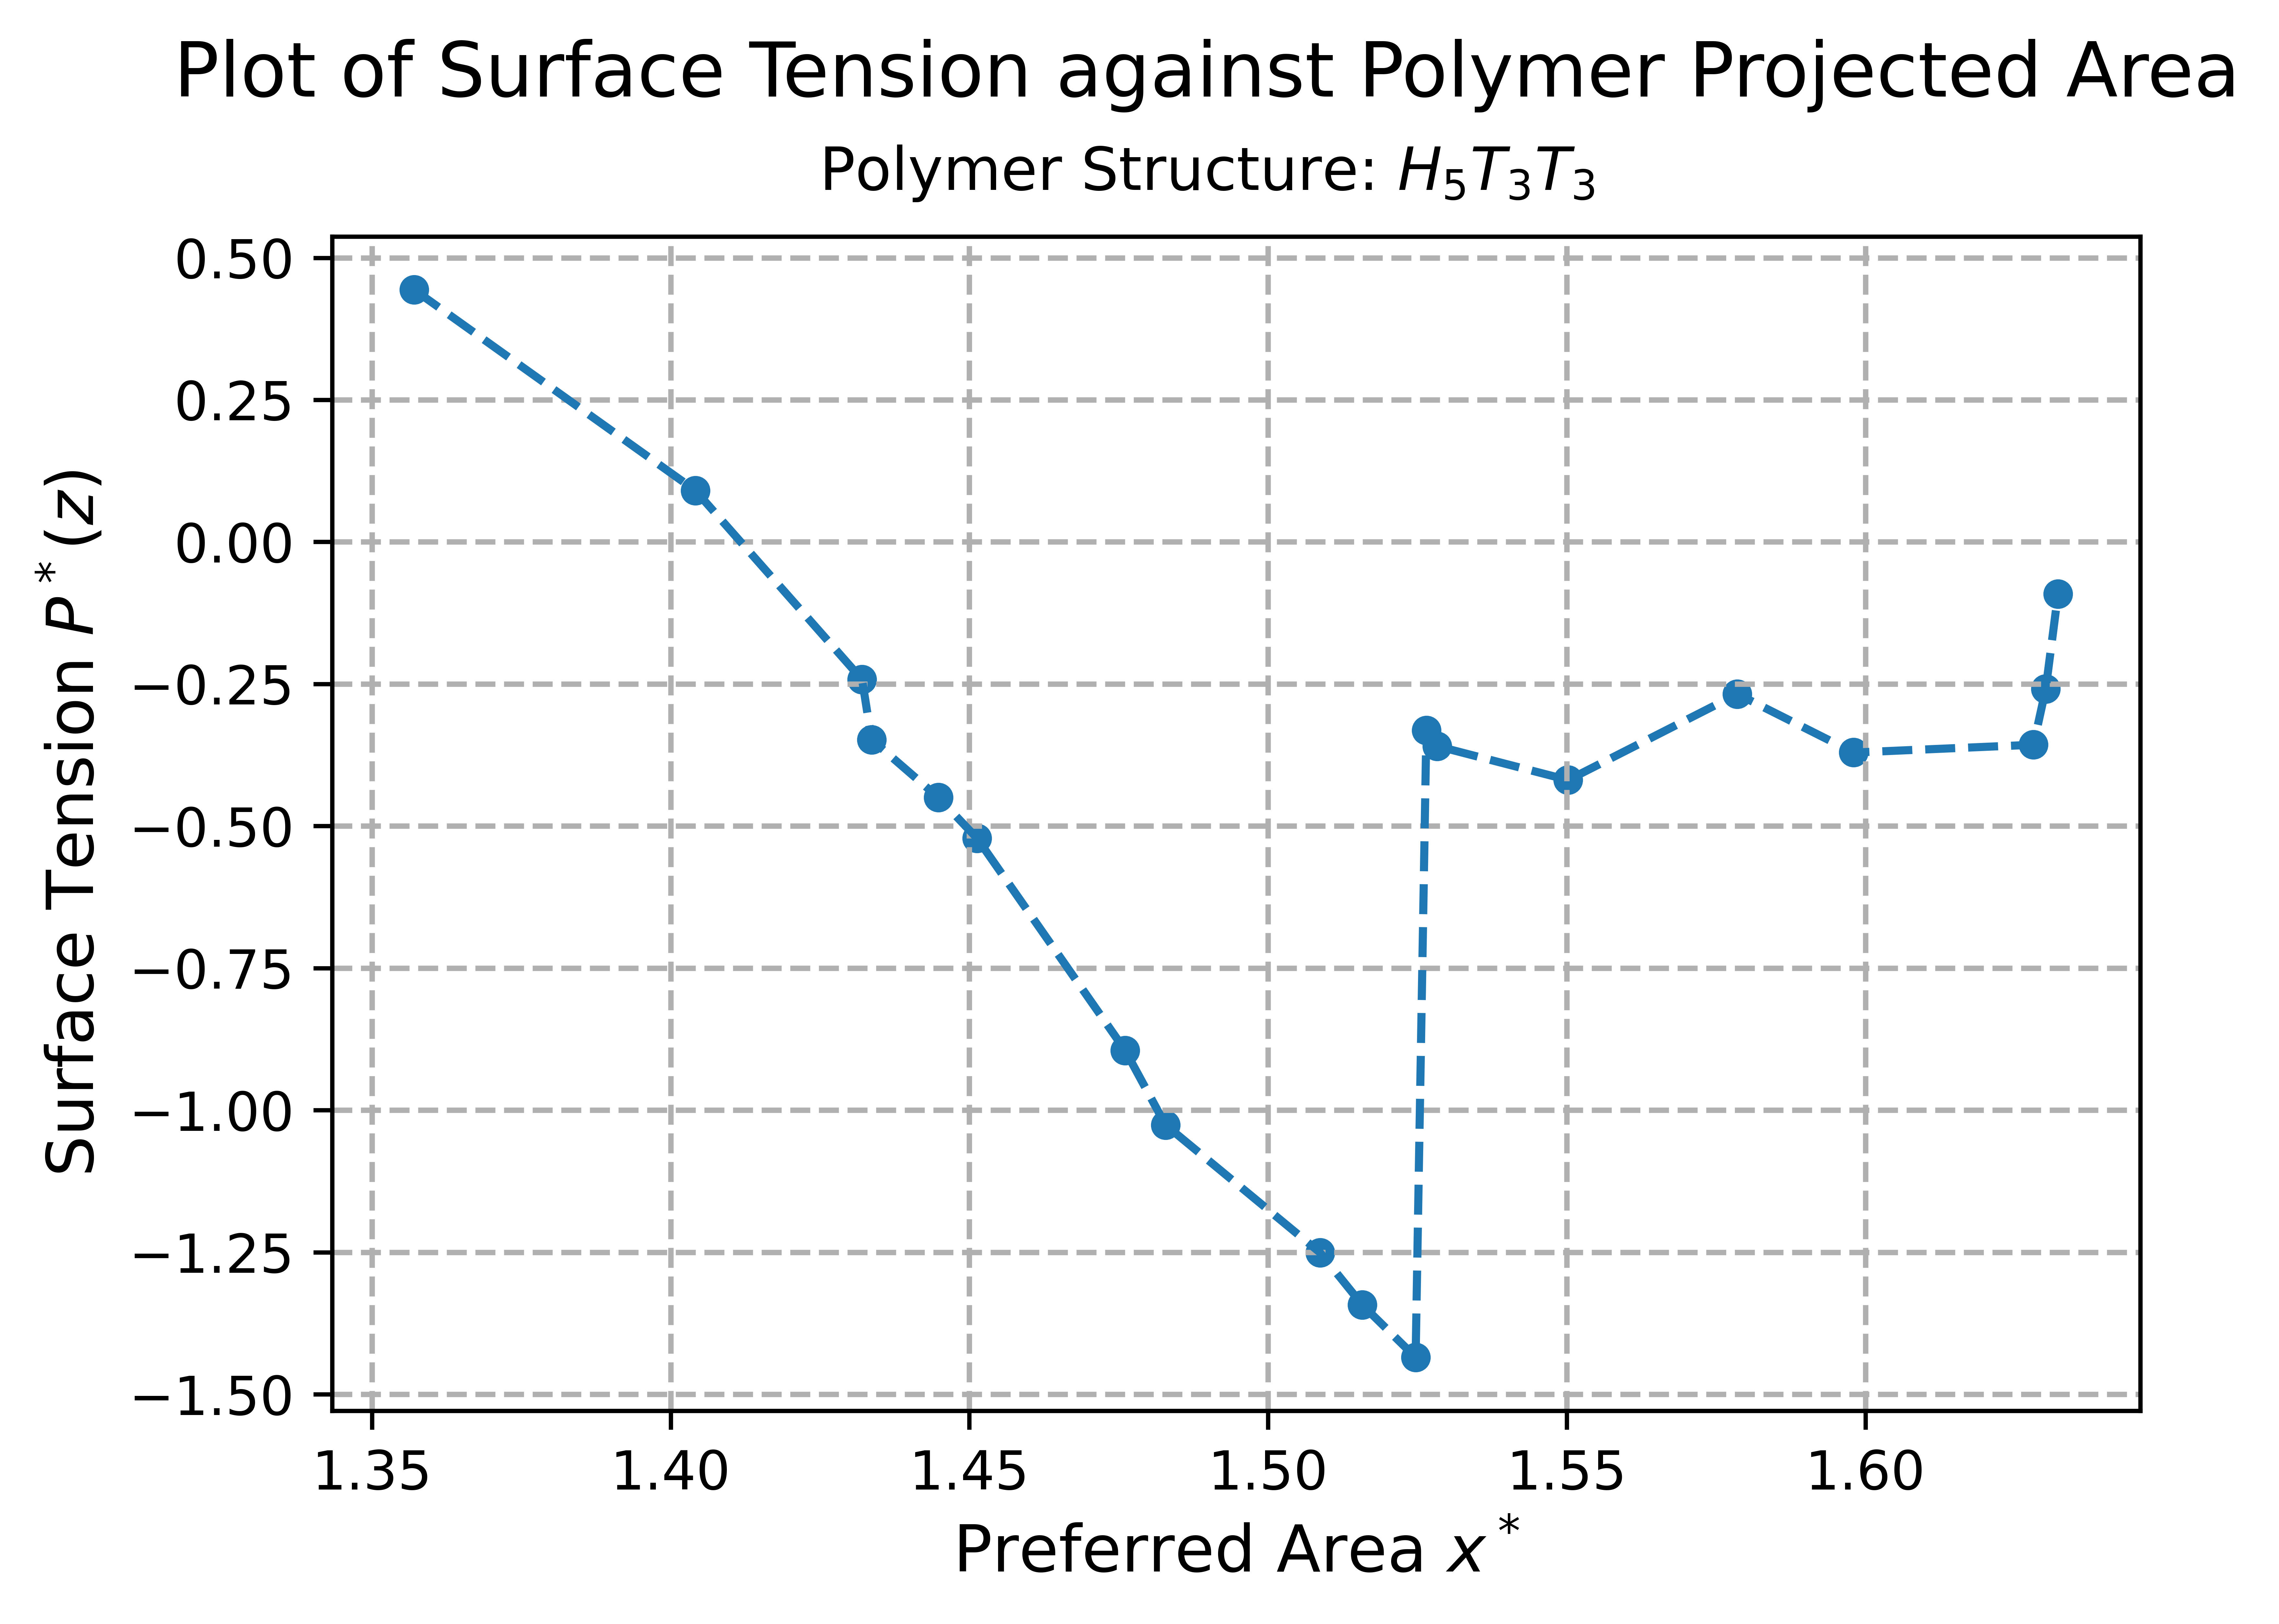 Plot of Surface Tension against Polymer Projected Area
Polymer Structure: H₅T₃T₃
Surface Tension P*(z)
0.50
0.25
0.00
−0.25
−0.50
−0.75
−1.00
−1.25
−1.50
1.35 1.40 1.45 1.50 1.55 1.60
Preferred Area x*